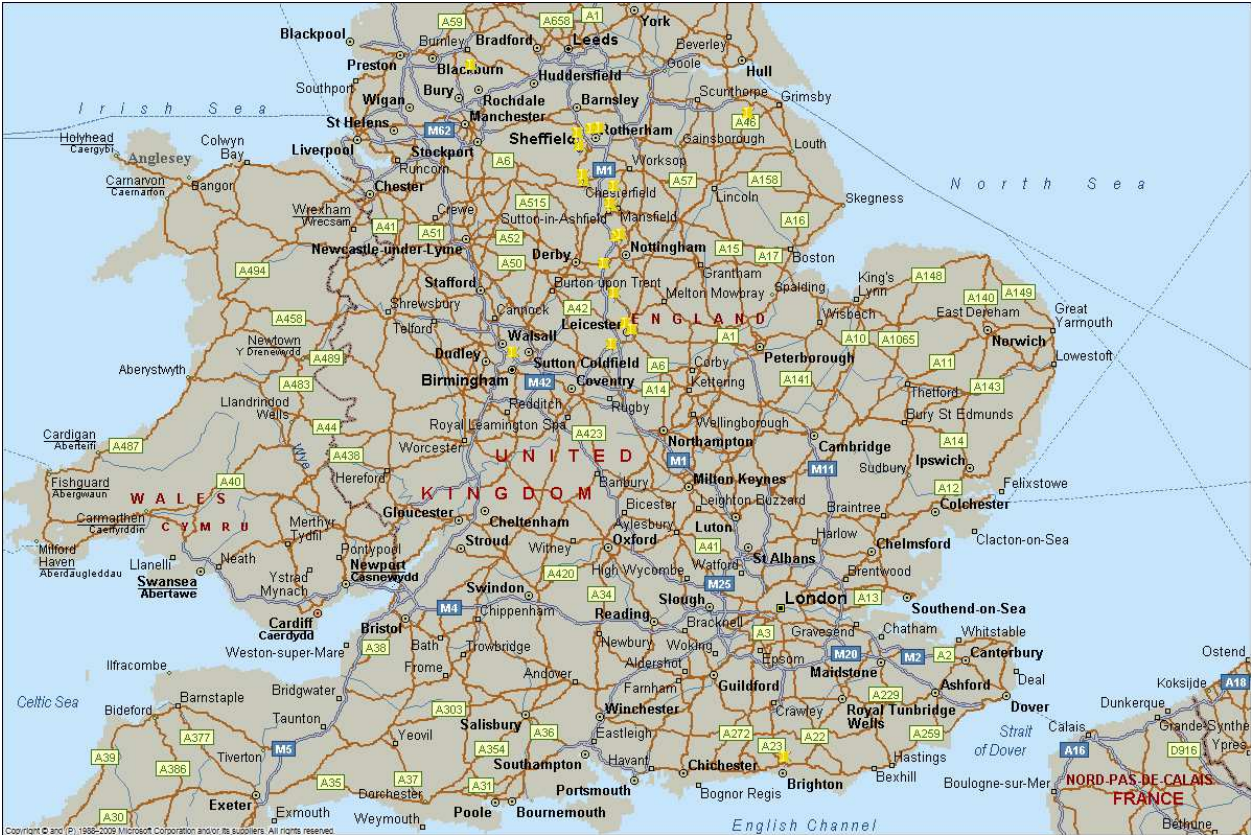 A59
A658
A1
York
Blackpool
Burnley
Bradford
Leeds
Beverley
Preston
Blackburn
Goole
Hull
Southport
Huddersfield
Scunthorpe
Grimsby
Irish Sea
Wigan
Bury
Rochdale
Barnsley
A46
St Helens
M62
Manchester
Sheffield
Rotherham
Gainsborough
Louth
Holyhead
Caergybi
Anglesey
Colwyn
Bay
Liverpool
Stockport
Runcorn
A6
M1
Worksop
Carnarvon
Caernarfon
Bangor
Chester
Chesterfield
A57
A158
Lincoln
North Sea
Skegness
Wrexham
Wrecsam
Crewe
A515
Sutton-in-Ashfield
Mansfield
A16
A41
A51
A52
Newcastle-under-Lyme
Derby
Nottingham
A15
A17
Boston
A494
A50
Grantham
Stafford
Burton upon Trent
Melton Mowbray
Spalding
King's
Lynn
A148
A149
A140
Shrewsbury
Cannock
A42
A458
Telford
Leicester
ENGLAND
Wisbech
East Dereham
Great
Yarmouth
Newtown
Y Drenewydd
Walsall
A1
A10
A1065
Norwich
A489
Dudley
Sutton Coldfield
Peterborough
Lowestoft
Aberystwyth
A483
Birmingham
M42
Coventry
A6
Corby
A11
A14
Kettering
A141
Thetford
A143
Llandrindod
Wells
Redditch
Rugby
Bury St Edmunds
Cardigan
Aberteifi
A487
A44
Royal Leamington Spa
Wellingborough
A438
Worcester
A423
Northampton
Cambridge
A14
Wye
UNITED
M1
M11
Sudbury
Ipswich
Fishguard
Abergwaun
A40
Hereford
Banbury
Milton Keynes
WALES
KINGDOM
A12
Felixstowe
Carmarthen
Caerfyrddin
CYMRU
Merthyr
Tydfil
Gloucester
Cheltenham
Bicester
Leighton Buzzard
Braintree
Colchester
Aylesbury
Luton
Milford
Haven
Aberdaugleddau
Llanelli
Neath
Pontypool
Stroud
Witney
Oxford
A41
Harlow
Clacton-on-Sea
St Albans
Chelmsford
Newport
Casnewydd
Swansea
Abertawe
Ystrad
Mynach
A420
High Wycombe
Watford
Brentwood
M25
Swindon
A34
Slough
London
A13
Cardiff
Caerdydd
M4
Chippenham
Reading
Southend-on-Sea
Bristol
Bracknell
A3
Gravesend
Chatham
Whitstable
Weston-super-Mare
A38
Bath
Trowbridge
Newbury
Woking
Epsom
M20
M2
A2
Canterbury
Ostend
Ilfracombe
Frome
Aldershot
Maidstone
Deal
Koksijde
Celtic Sea
Barnstaple
Bridgwater
Andover
Farnham
Guildford
A229
Ashford
Dover
A18
Bideford
A303
Salisbury
Winchester
Crawley
Royal Tunbridge
Wells
Dunkerque
Grande-Synthe
A377
Taunton
A36
Strait
of Dover
Calais
A39
Tiverton
M5
Yeovil
A354
Eastleigh
A272
A23
A22
A259
A16
D916
Ypres
A386
Southampton
Havant
Chichester
Hastings
Bexhill
Boulogne-sur-Mer
NORD-PAS-DE-CALAIS
FRANCE
A35
A37
A31
Dorchester
Portsmouth
Bognor Regis
Brighton
Exeter
Poole
Bournemouth
A30
Exmouth
Weymouth
English Channel
Béthune
Copyright © and (P) 1988–2009 Microsoft Corporation and/or its suppliers. All rights reserved.